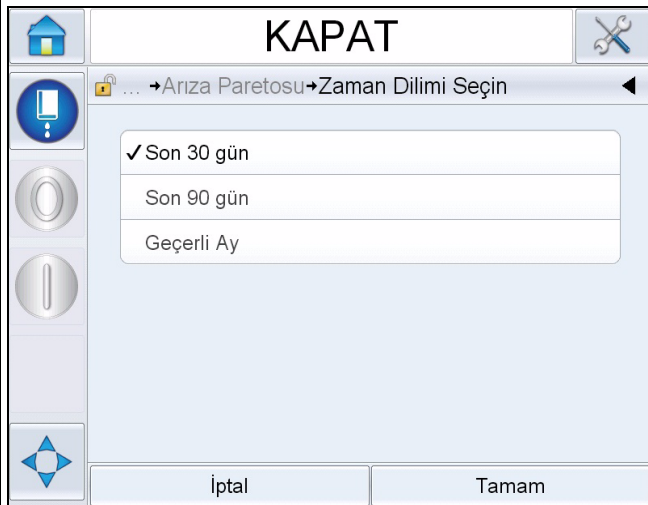 KAPAT
... →Arıza Paretosu→Zaman Dilimi Seçin
✓Son 30 gün
Son 90 gün
Geçerli Ay
İptal
Tamam